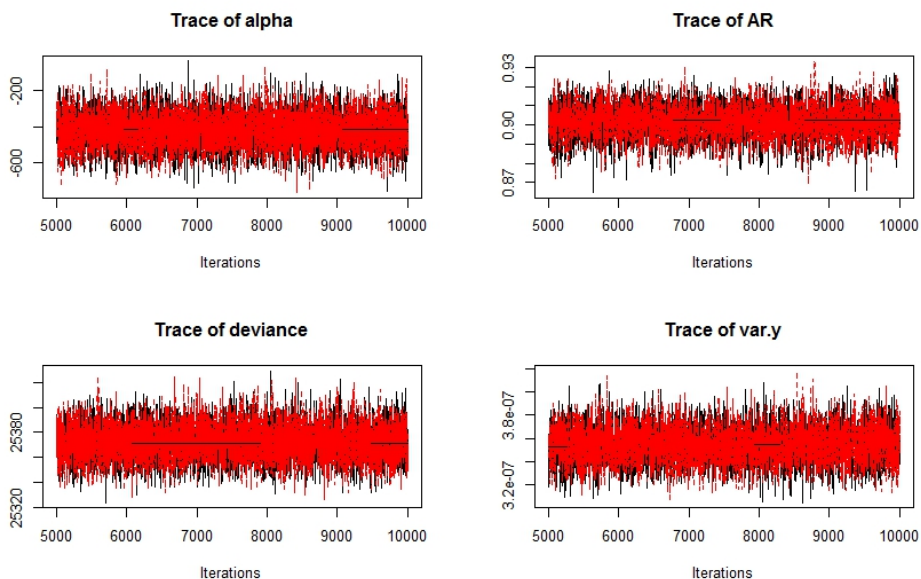 Trace of alpha
-200
-600
5000 6000 7000 8000 9000 10000
Iterations
Trace of AR
0.93
0.90
0.87
5000 6000 7000 8000 9000 10000
Iterations
Trace of deviance
25380
25320
5000 6000 7000 8000 9000 10000
Iterations
Trace of var.y
3.8e-07
3.2e-07
5000 6000 7000 8000 9000 10000
Iterations